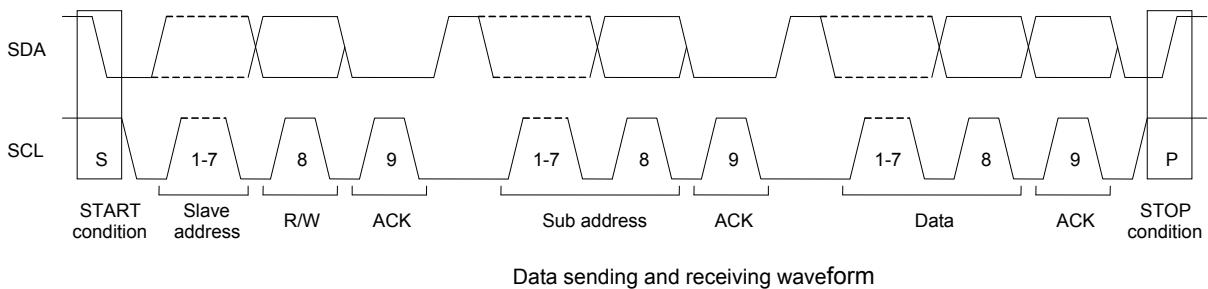 SDA
SCL
S 1-7 8 9 1-7 8 9 1-7 8 9 P
START condition
Slave address
R/W
ACK
Sub address
ACK
Data
ACK
STOP condition
Data sending and receiving waveform